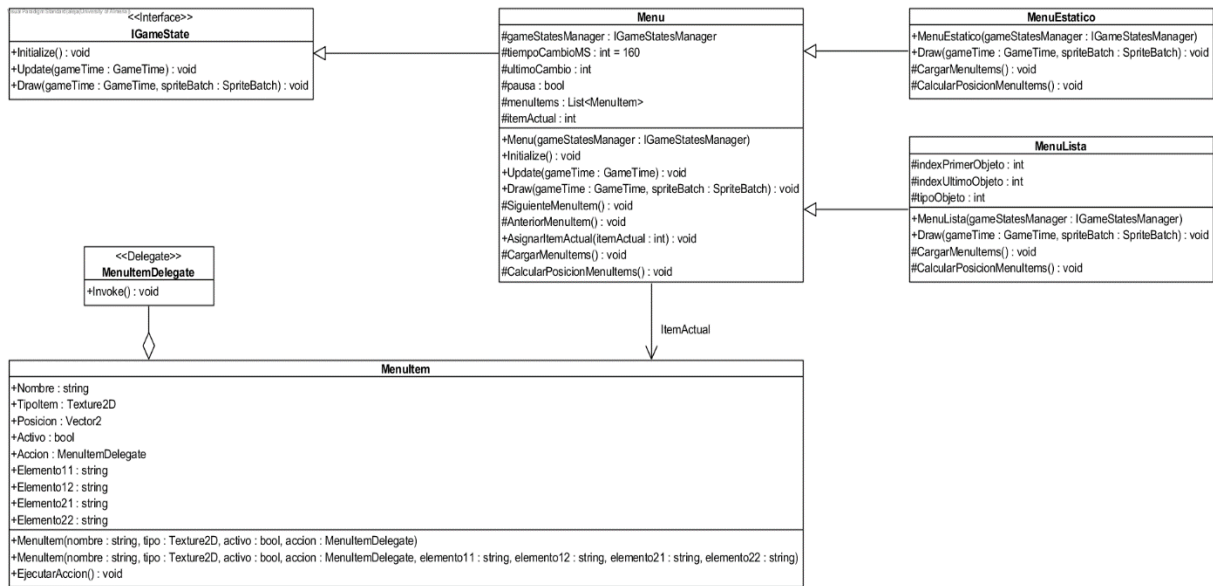 Visual Paradigm Standard(Luisjo(University of Almeria))
<<Interface>>
IGameState
+Initialize() : void
+Update(gameTime : GameTime) : void
+Draw(gameTime : GameTime, spriteBatch : SpriteBatch) : void
Menu
#gameStatesManager : IGameStatesManager
#tiempoCambioMS : int = 160
#ultimoCambio : int
#pausa : bool
#menuItems : List<MenuItem>
#itemActual : int
+Menu(gameStatesManager : IGameStatesManager)
+Initialize() : void
+Update(gameTime : GameTime) : void
+Draw(gameTime : GameTime, spriteBatch : SpriteBatch) : void
#SiguienteMenuItem() : void
#AnteriorMenuItem() : void
+AsignarItemActual(itemActual : int) : void
#CargarMenuItems() : void
#CalcularPosicionMenuItems() : void
MenuEstatico
+MenuEstatico(gameStatesManager : IGameStatesManager)
+Draw(gameTime : GameTime, spriteBatch : SpriteBatch) : void
#CargarMenuItems() : void
#CalcularPosicionMenuItems() : void
MenuLista
#indexPrimerObjeto : int
#indexUltimoObjeto : int
#tipoObjeto : int
+MenuLista(gameStatesManager : IGameStatesManager)
+Draw(gameTime : GameTime, spriteBatch : SpriteBatch) : void
#CargarMenuItems() : void
#CalcularPosicionMenuItems() : void
<<Delegate>>
MenuItemDelegate
+Invoke() : void
ItemActual
MenuItem
+Nombre : string
+TipoItem : Texture2D
+Posicion : Vector2
+Activo : bool
+Accion : MenuItemDelegate
+Elemento11 : string
+Elemento12 : string
+Elemento21 : string
+Elemento22 : string
+MenuItem(nombre : string, tipo : Texture2D, activo : bool, accion : MenuItemDelegate)
+MenuItem(nombre : string, tipo : Texture2D, activo : bool, accion : MenuItemDelegate, elemento11 : string, elemento12 : string, elemento21 : string, elemento22 : string)
+EjecutarAccion() : void